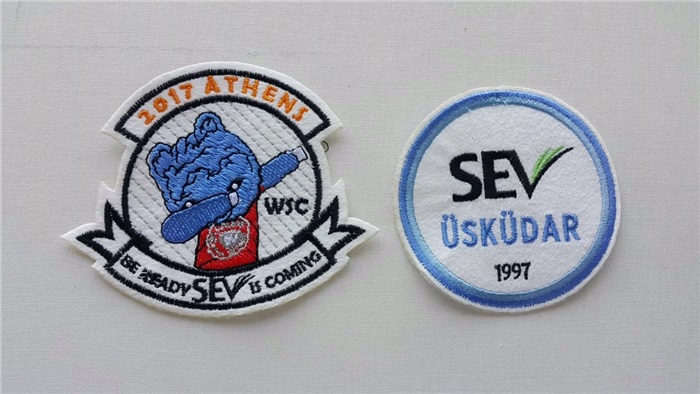 2017 ATHENS
WSC
BE READY SEV IS COMING
SEV
ÜSKÜDAR
1997